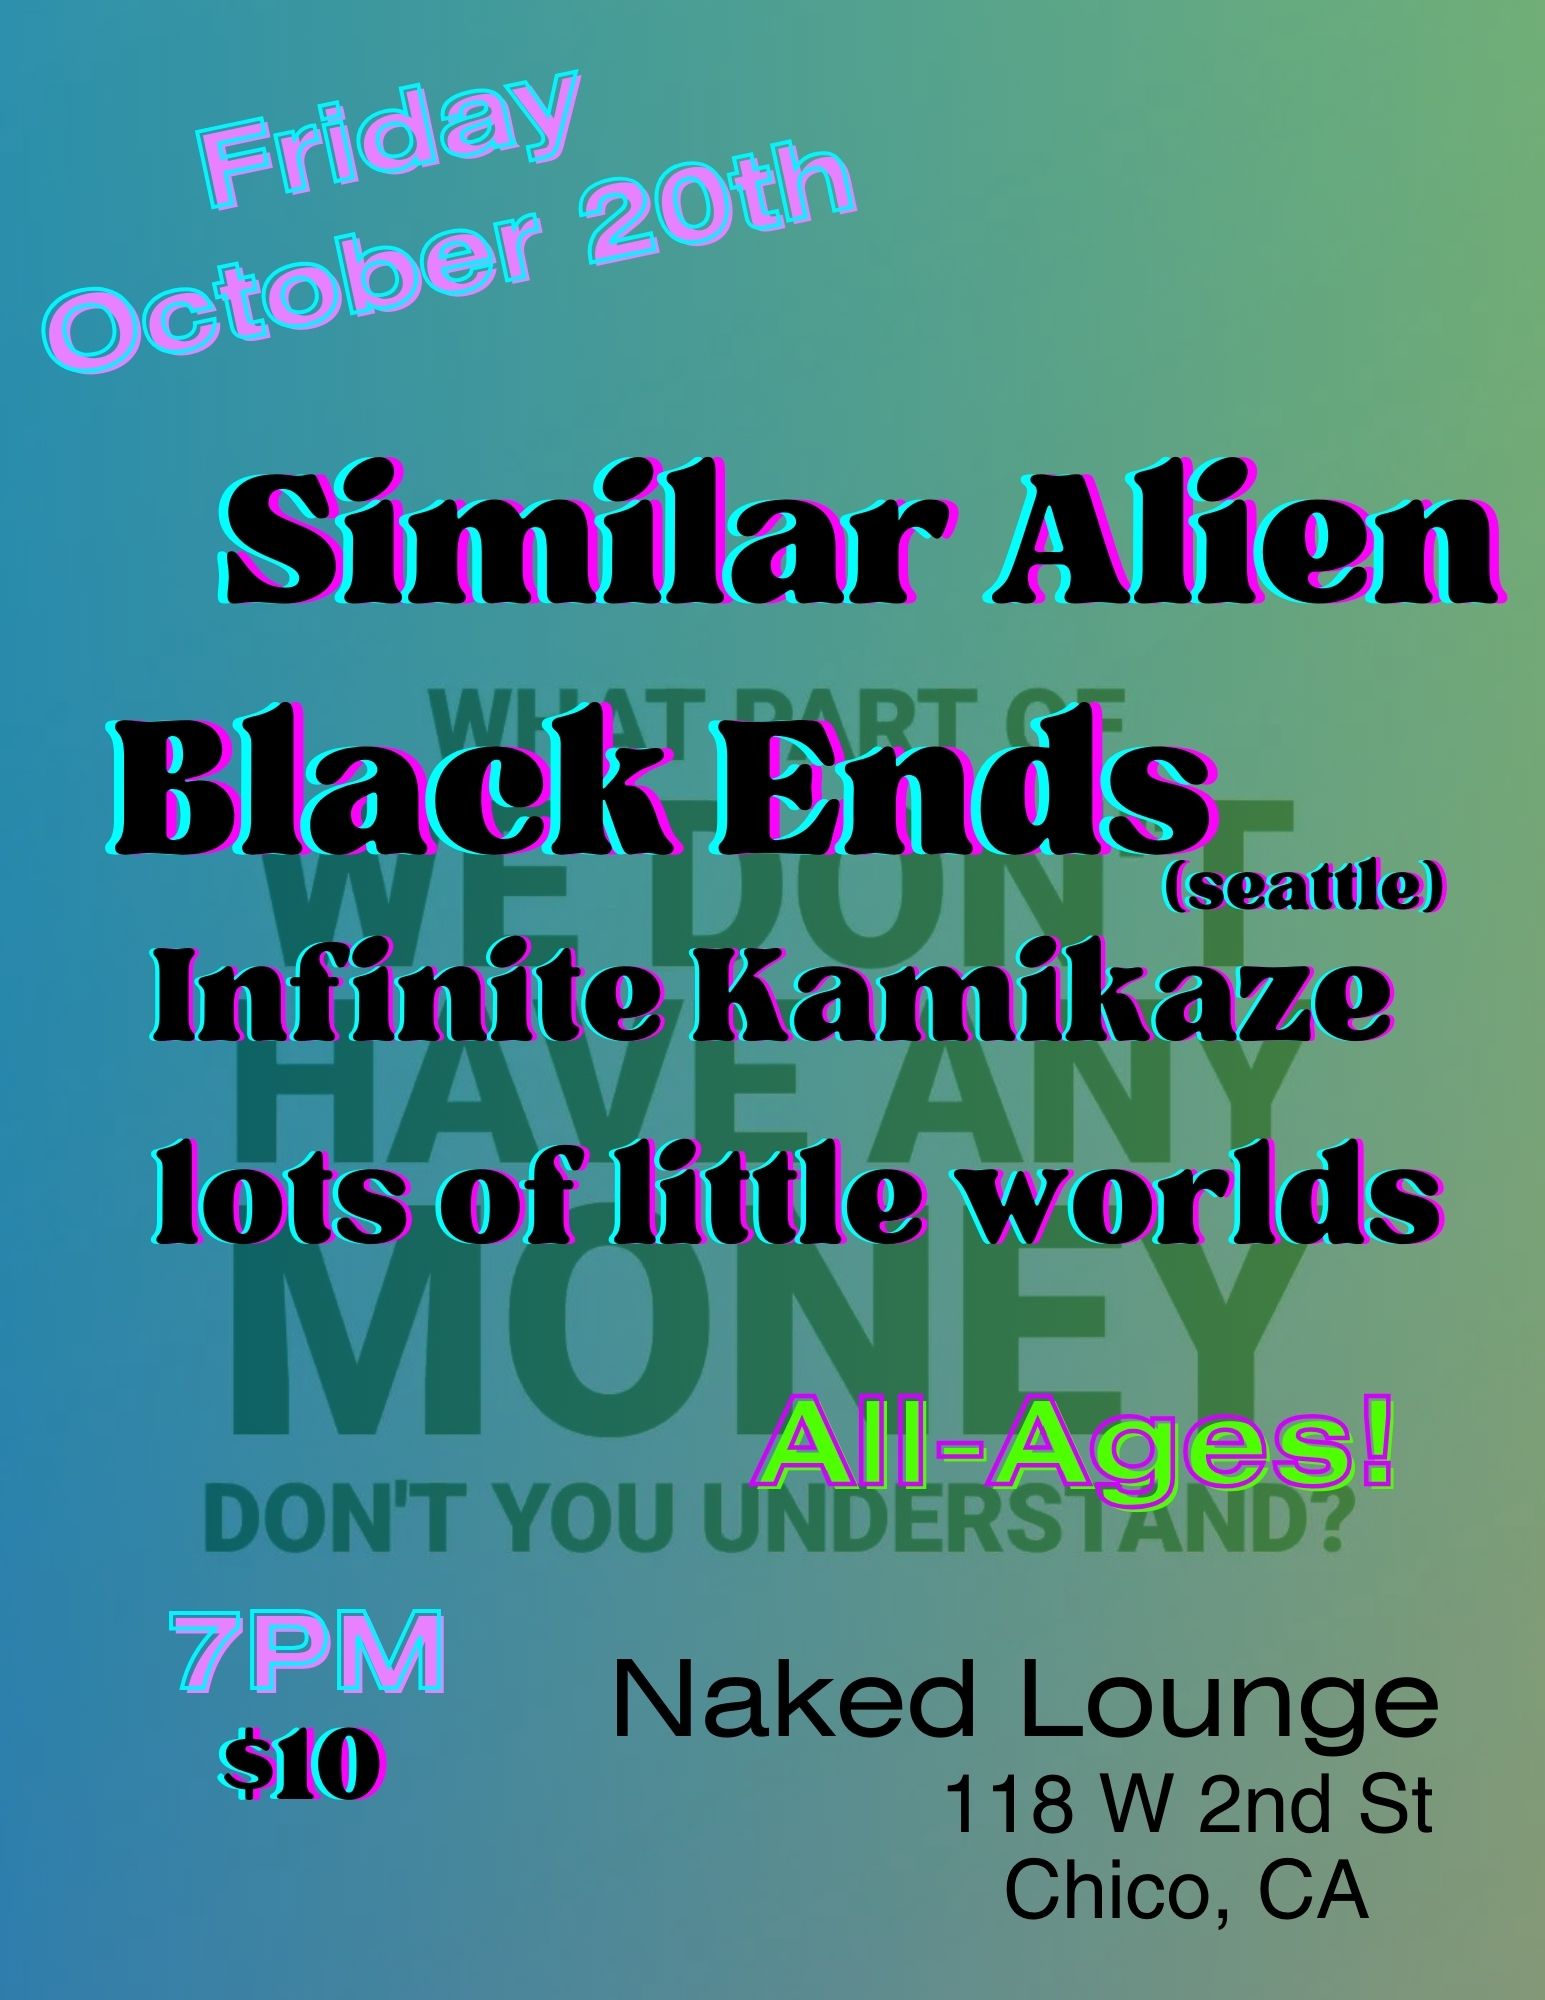 Friday
October 20th
Similar Alien
WHAT PART OF
Black Ends
WE DON'T
(seattle)
Infinite Kamikaze
HAVE ANY
lots of little worlds
MONEY
All-Ages!
DON'T YOU UNDERSTAND?
7PM
$10
Naked Lounge
118 W 2nd St
Chico, CA